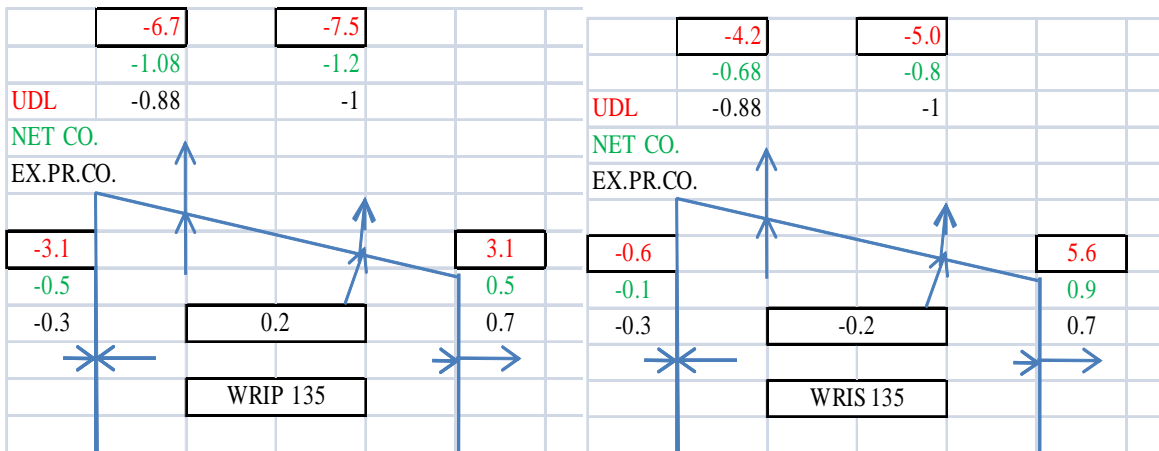 -6.7 -7.5
-1.08 -1.2
UDL -0.88 -1
NET CO.
EX.PR.CO.
-3.1 3.1
-0.5 0.5
-0.3 0.2 0.7
WRIP 135
-4.2 -5.0
-0.68 -0.8
UDL -0.88 -1
NET CO.
EX.PR.CO.
-0.6 5.6
-0.1 0.9
-0.3 -0.2 0.7
WRIS 135